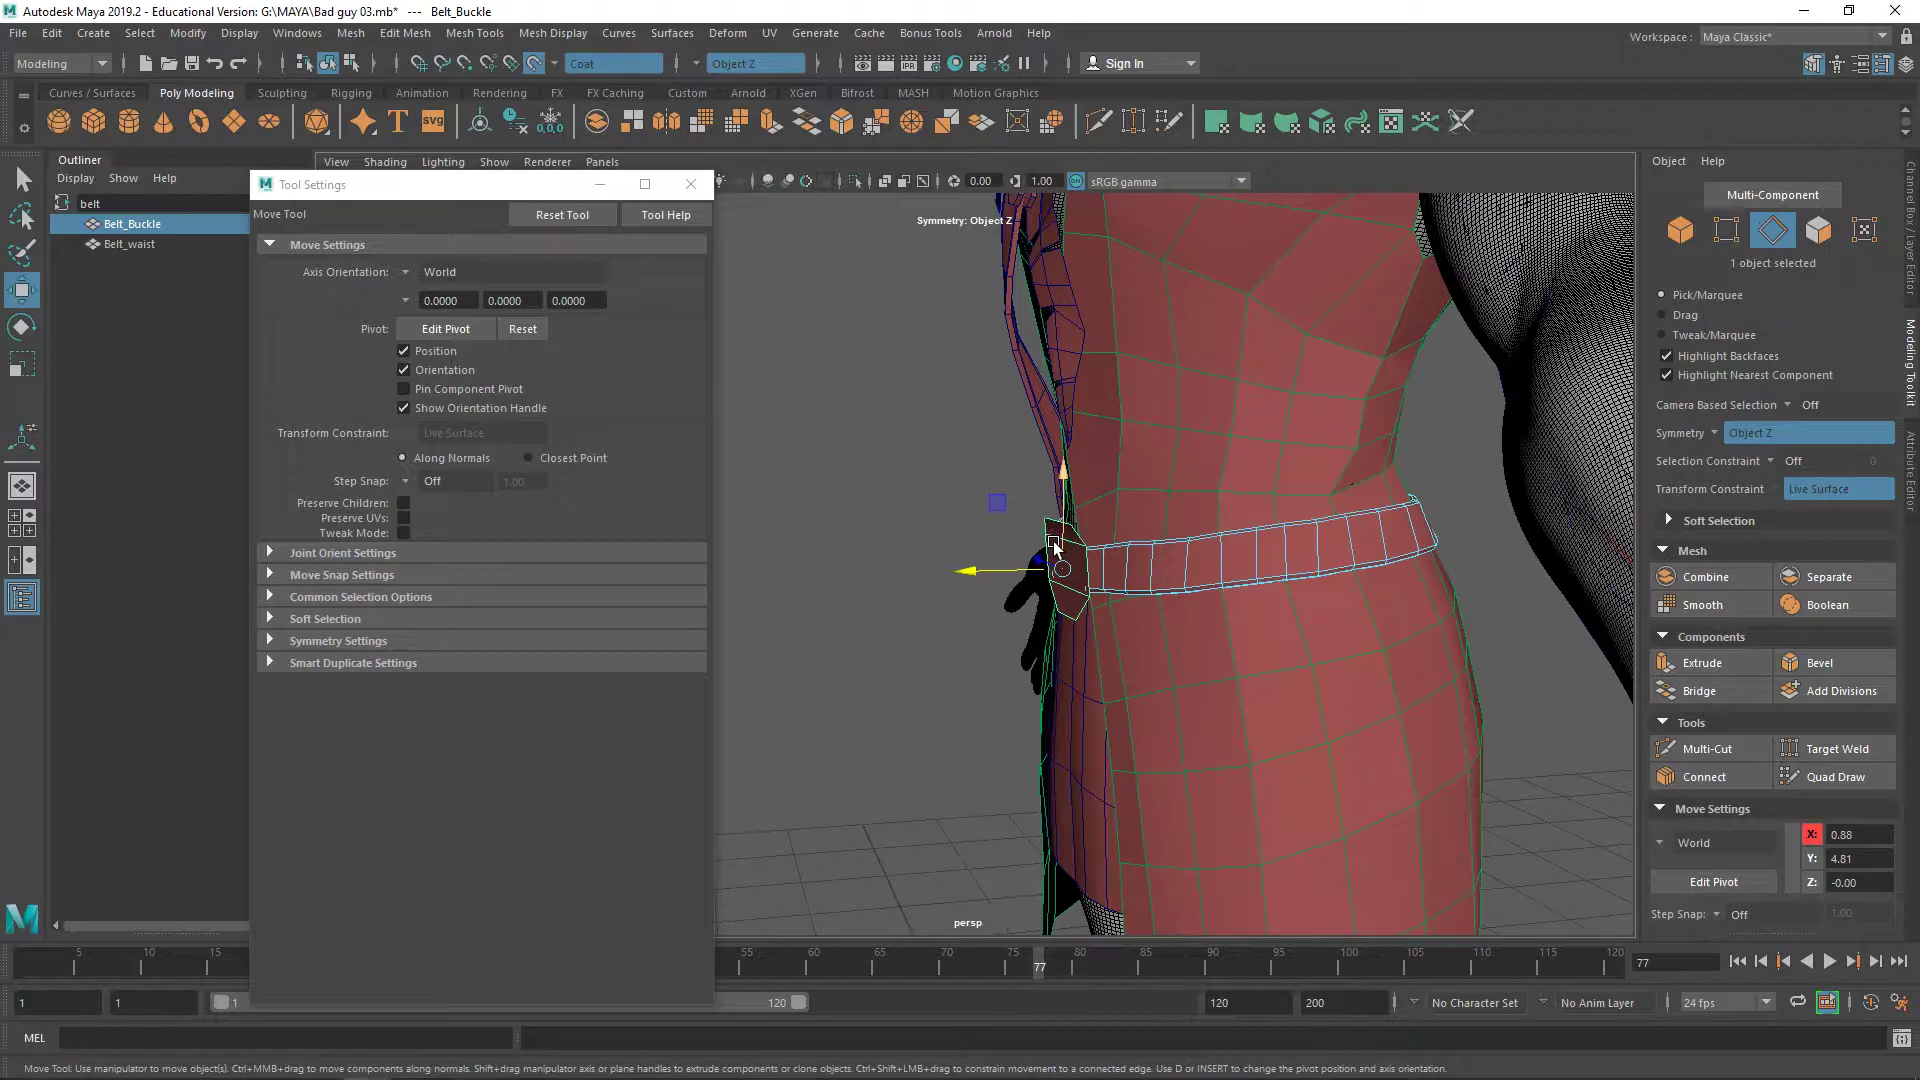 Autodesk Maya 2019.2 - Educational Version: G:\MAYA\Bad guy 03.mb*   ---   Belt_Buckle
File Edit Create Select Modify Display Windows Mesh Edit Mesh Mesh Tools Mesh Display Curves Surfaces Deform UV Generate Cache Bonus Tools Arnold Help
Workspace : Maya Classic*
Modeling Coat Object Z Sign In
Curves / Surfaces Poly Modeling Sculpting Rigging Animation Rendering FX FX Caching Custom Arnold XGen Bifrost MASH Motion Graphics
Outliner
Display Show Help
belt
Belt_Buckle
Belt_waist
View Shading Lighting Show Renderer Panels
0.00 1.00 sRGB gamma
Symmetry: Object Z
persp
Tool Settings
Move Tool Reset Tool Tool Help
Move Settings
Axis Orientation: World
0.0000 0.0000 0.0000
Pivot: Edit Pivot Reset
Position
Orientation
Pin Component Pivot
Show Orientation Handle
Transform Constraint: Live Surface
Along Normals Closest Point
Step Snap: Off 1.00
Preserve Children:
Preserve UVs:
Tweak Mode:
Joint Orient Settings
Move Snap Settings
Common Selection Options
Soft Selection
Symmetry Settings
Smart Duplicate Settings
Object Help
Multi-Component
1 object selected
Pick/Marquee
Drag
Tweak/Marquee
Highlight Backfaces
Highlight Nearest Component
Camera Based Selection Off
Symmetry Object Z
Selection Constraint Off 0
Transform Constraint Live Surface
Soft Selection
Mesh
Combine Separate
Smooth Boolean
Components
Extrude Bevel
Bridge Add Divisions
Tools
Multi-Cut Target Weld
Connect Quad Draw
Move Settings
World
X: 0.88
Y: 4.81
Edit Pivot Z: -0.00
Step Snap: Off 1.00
Channel Box / Layer Editor
Modeling Toolkit
Attribute Editor
5 10 15 55 60 65 70 75 80 85 90 95 100 105 110 115 120
77 77
1 1 1 120 120 200 No Character Set No Anim Layer 24 fps
MEL
Move Tool: Use manipulator to move object(s). Ctrl+MMB+drag to move components along normals. Shift+drag manipulator axis or plane handles to extrude components or clone objects. Ctrl+Shift+LMB+drag to constrain movement to a connected edge. Use D or INSERT to change the pivot position and axis orientation.